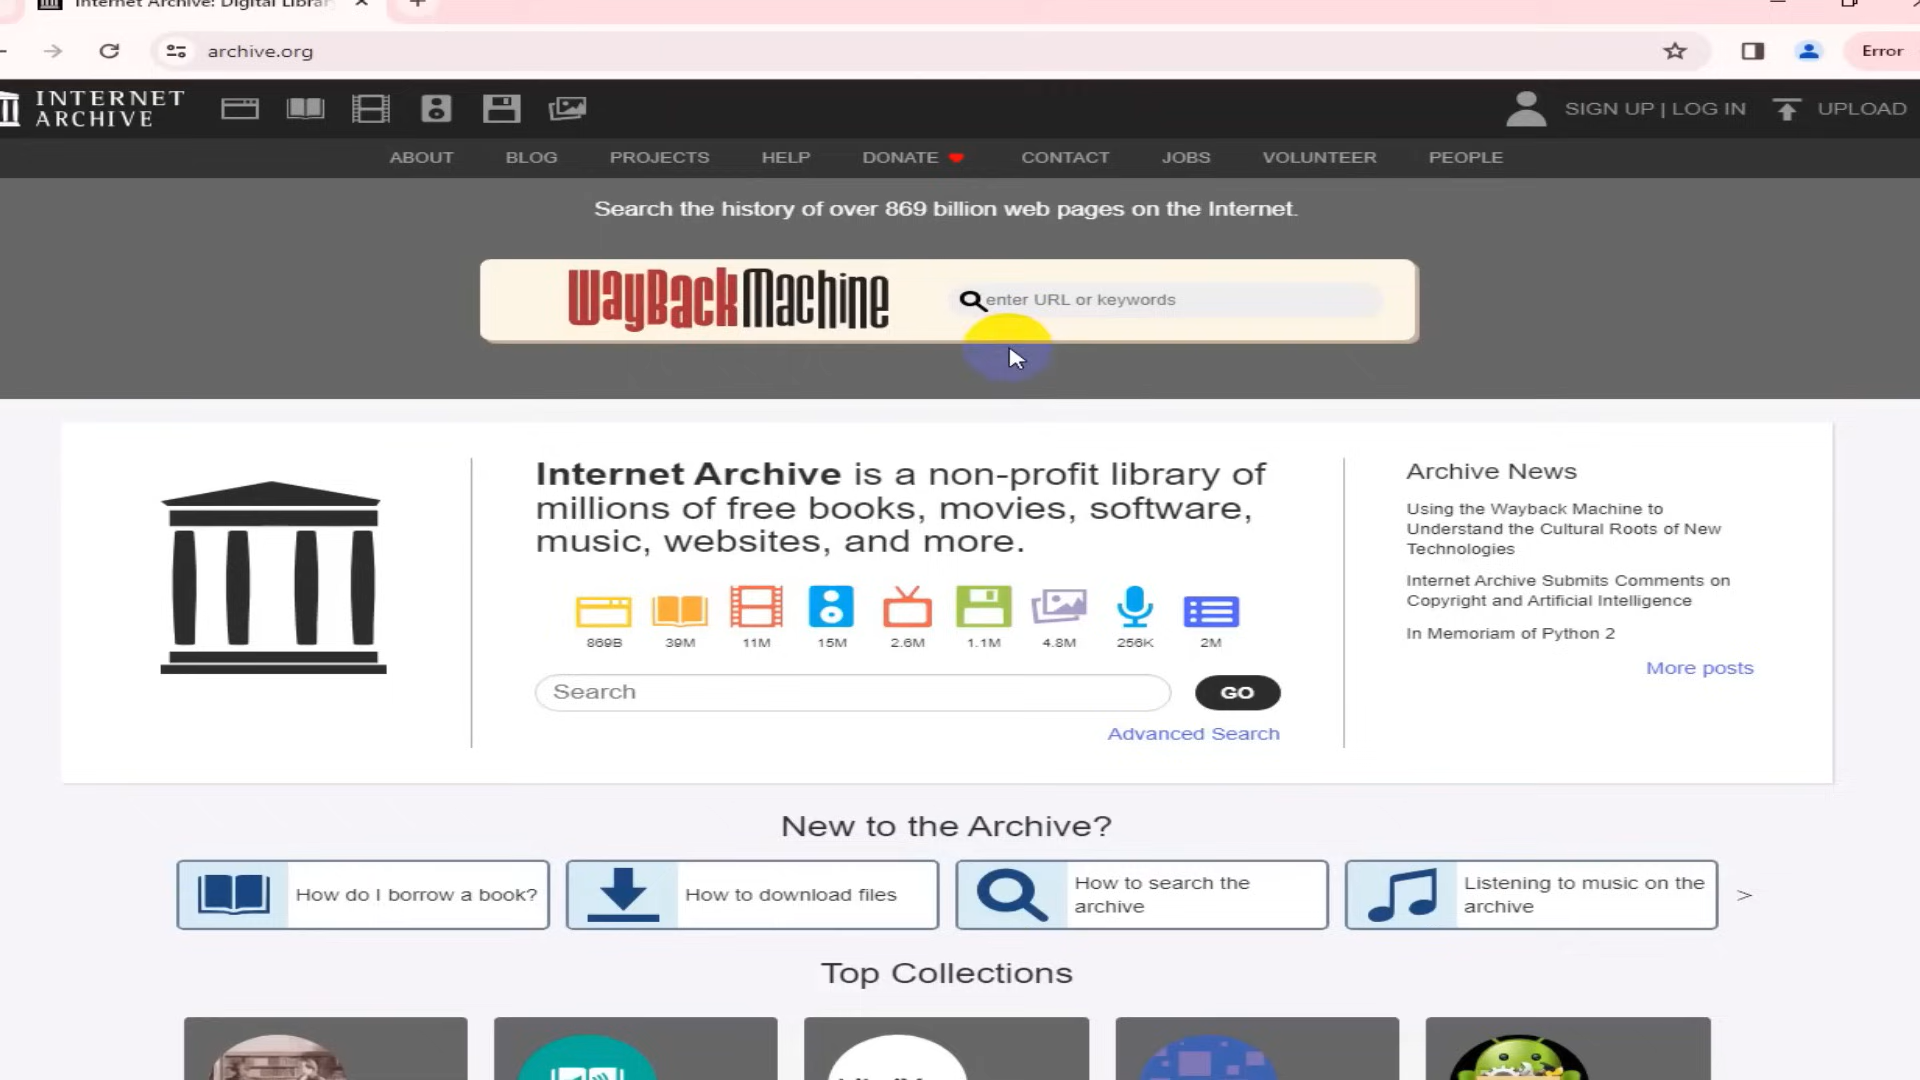 Internet Archive: Digital Librar
archive.org
Error
INTERNET
ARCHIVE
SIGN UP | LOG IN
UPLOAD
ABOUT
BLOG
PROJECTS
HELP
DONATE
CONTACT
JOBS
VOLUNTEER
PEOPLE
Search the history of over 869 billion web pages on the Internet.
WayBackMachine
enter URL or keywords
Internet Archive is a non-profit library of
millions of free books, movies, software,
music, websites, and more.
869B
39M
11M
15M
2.6M
1.1M
4.8M
256K
2M
Search
GO
Advanced Search
Archive News
Using the Wayback Machine to
Understand the Cultural Roots of New
Technologies
Internet Archive Submits Comments on
Copyright and Artificial Intelligence
In Memoriam of Python 2
More posts
New to the Archive?
How do I borrow a book?
How to download files
How to search the
archive
Listening to music on the
archive
>
Top Collections